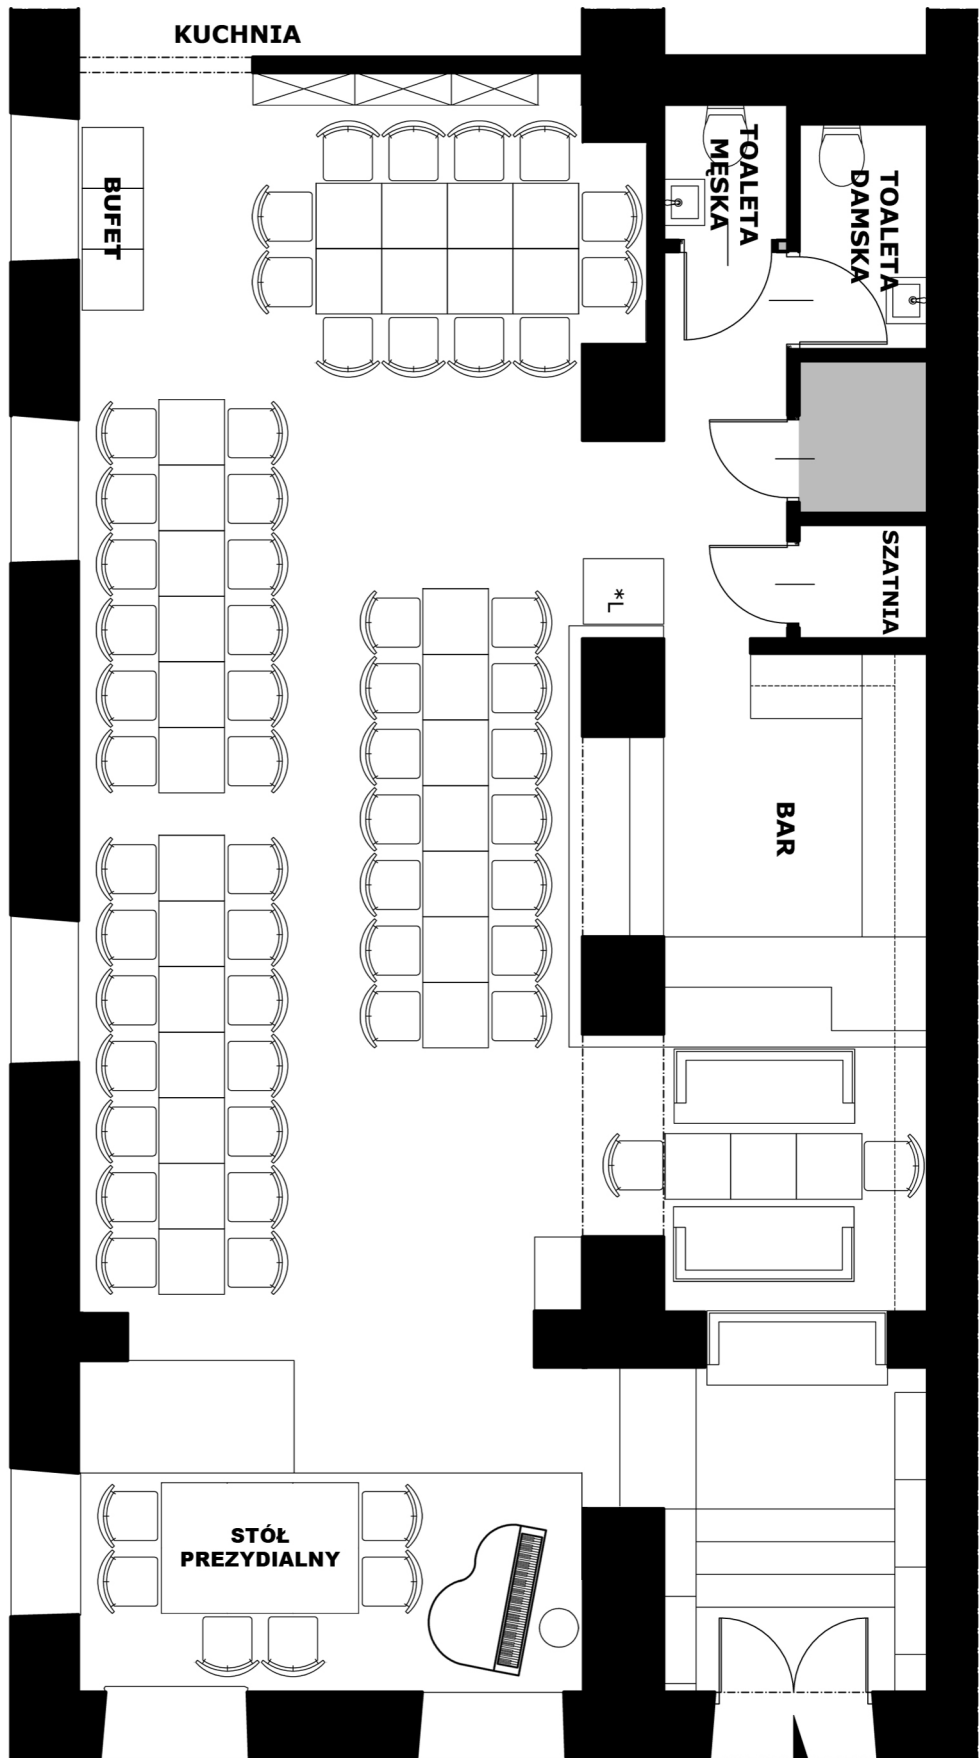 KUCHNIA
BUFET
TOALETA
MĘSKA
TOALETA
DAMSKA
SZATNIA
*L
BAR
STÓŁ
PREZYDIALNY